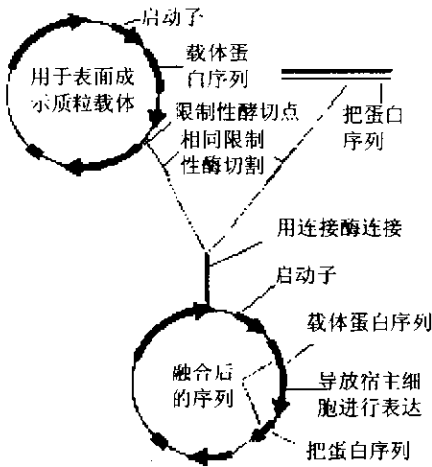 启动子
载体蛋
白序列
用于表面成
示质粒载体
限制性酵切点
相同限制
性酶切割
把蛋白
序列
用连接酶连接
启动子
载体蛋白序列
融合后
的序列
导放宿主细
胞进行表达
把蛋白序列